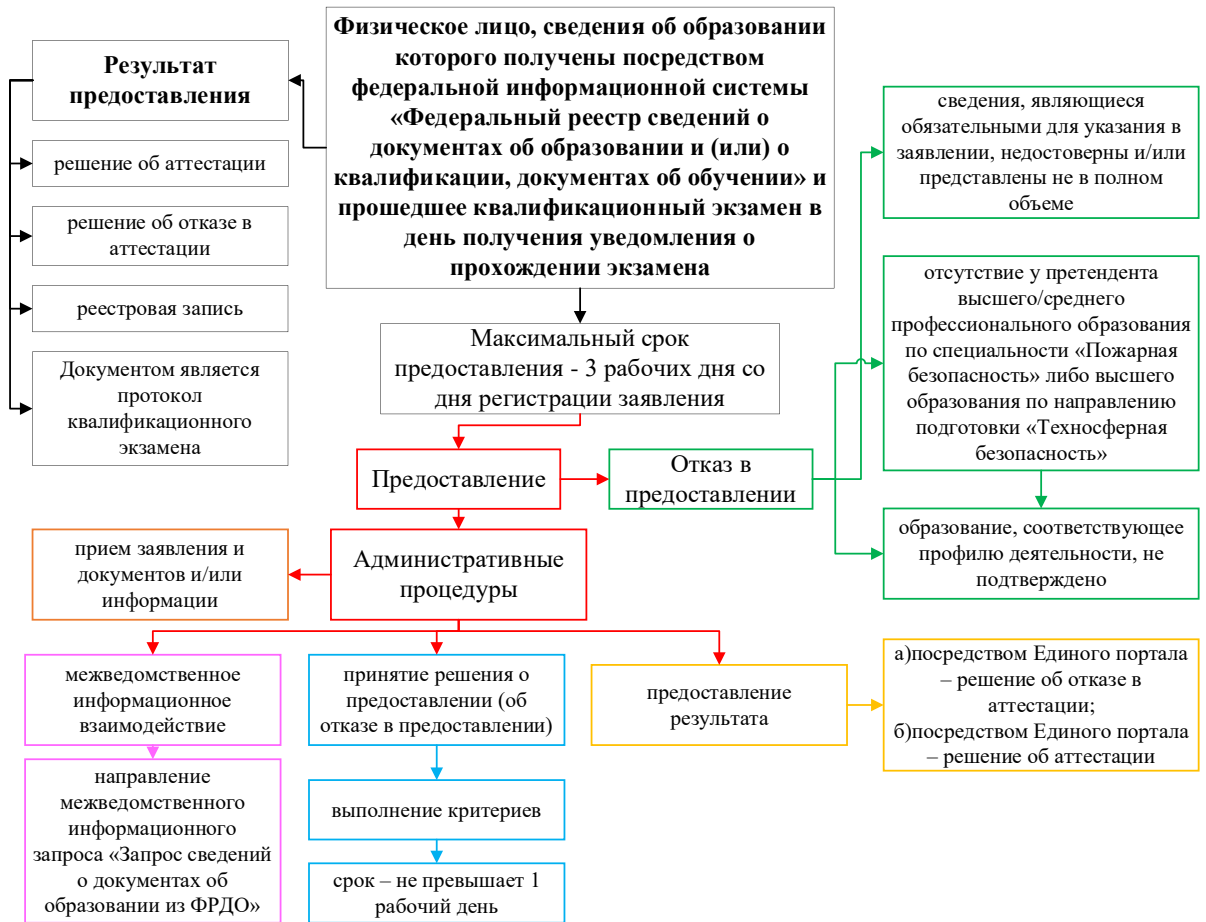 Физическое лицо, сведения об образовании
которого получены посредством
федеральной информационной системы
«Федеральный реестр сведений о
документах об образовании и (или) о
квалификации, документах об обучении» и
прошедшее квалификационный экзамен в
день получения уведомления о
прохождении экзамена
Результат
предоставления
решение об аттестации
решение об отказе в
аттестации
реестровая запись
Документом является
протокол
квалификационного
экзамена
Максимальный срок
предоставления - 3 рабочих дня со
дня регистрации заявления
Предоставление
Отказ в
предоставлении
сведения, являющиеся
обязательными для указания в
заявлении, недостоверны и/или
представлены не в полном
объеме
отсутствие у претендента
высшего/среднего
профессионального образования
по специальности «Пожарная
безопасность» либо высшего
образования по направлению
подготовки «Техносферная
безопасность»
образование, соответствующее
профилю деятельности, не
подтверждено
Административные
процедуры
прием заявления и
документов и/или
информации
межведомственное
информационное
взаимодействие
направление
межведомственного
информационного
запроса «Запрос сведений
о документах об
образовании из ФРДО»
принятие решения о
предоставлении (об
отказе в предоставлении)
выполнение критериев
срок – не превышает 1
рабочий день
предоставление
результата
а)посредством Единого портала
– решение об отказе в
аттестации;
б)посредством Единого портала
– решение об аттестации